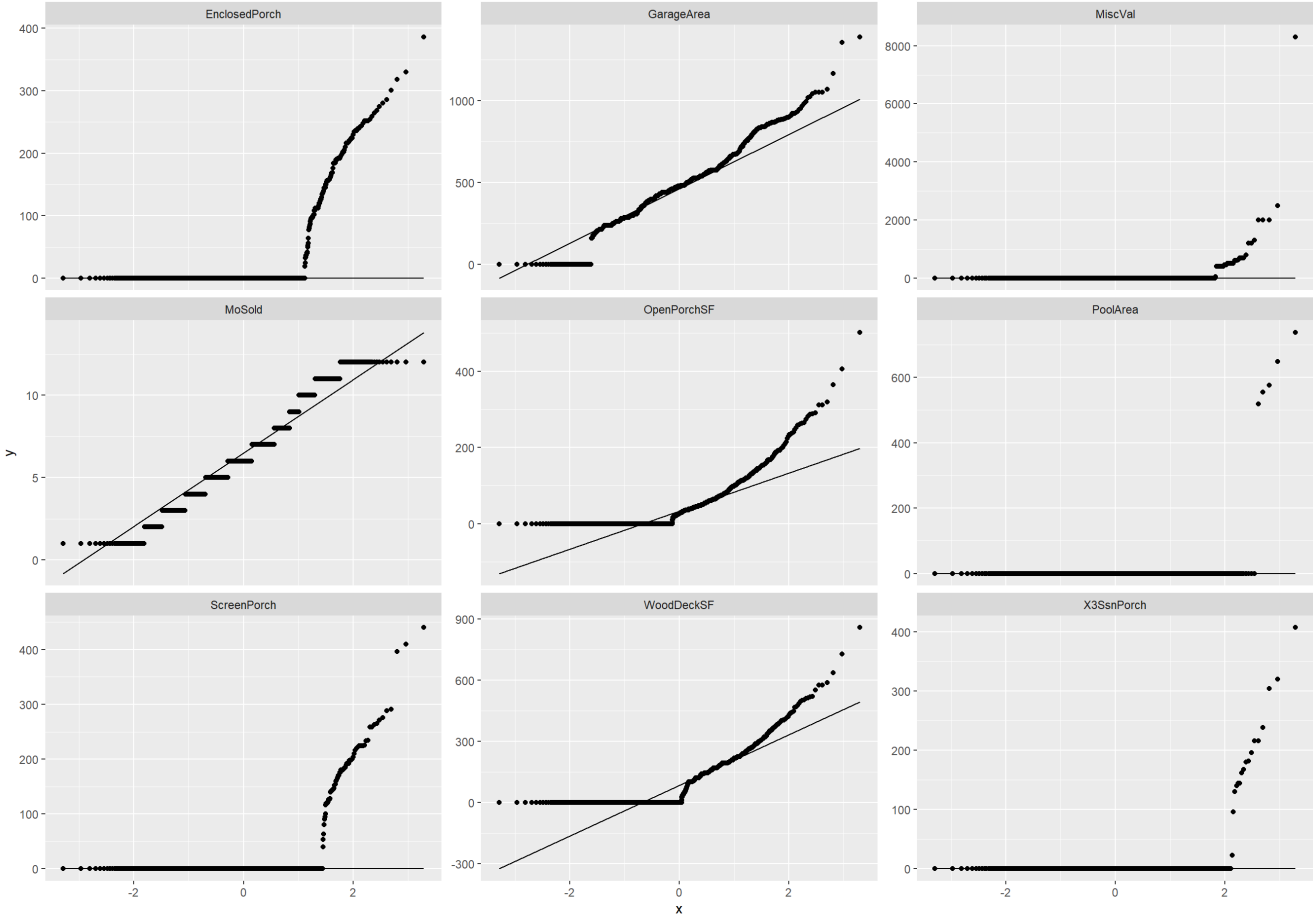 EnclosedPorch GarageArea MiscVal
400 1000 8000
300 6000
200 500 4000
100 2000
0 0 0
MoSold OpenPorchSF PoolArea
10 400 600
5 200 400
200
0 0 0
y
ScreenPorch WoodDeckSF X3SsnPorch
400 900 400
300 600 300
200 300 200
100 0 100
0 -300 0
-2 0 2 -2 0 2 -2 0 2
x